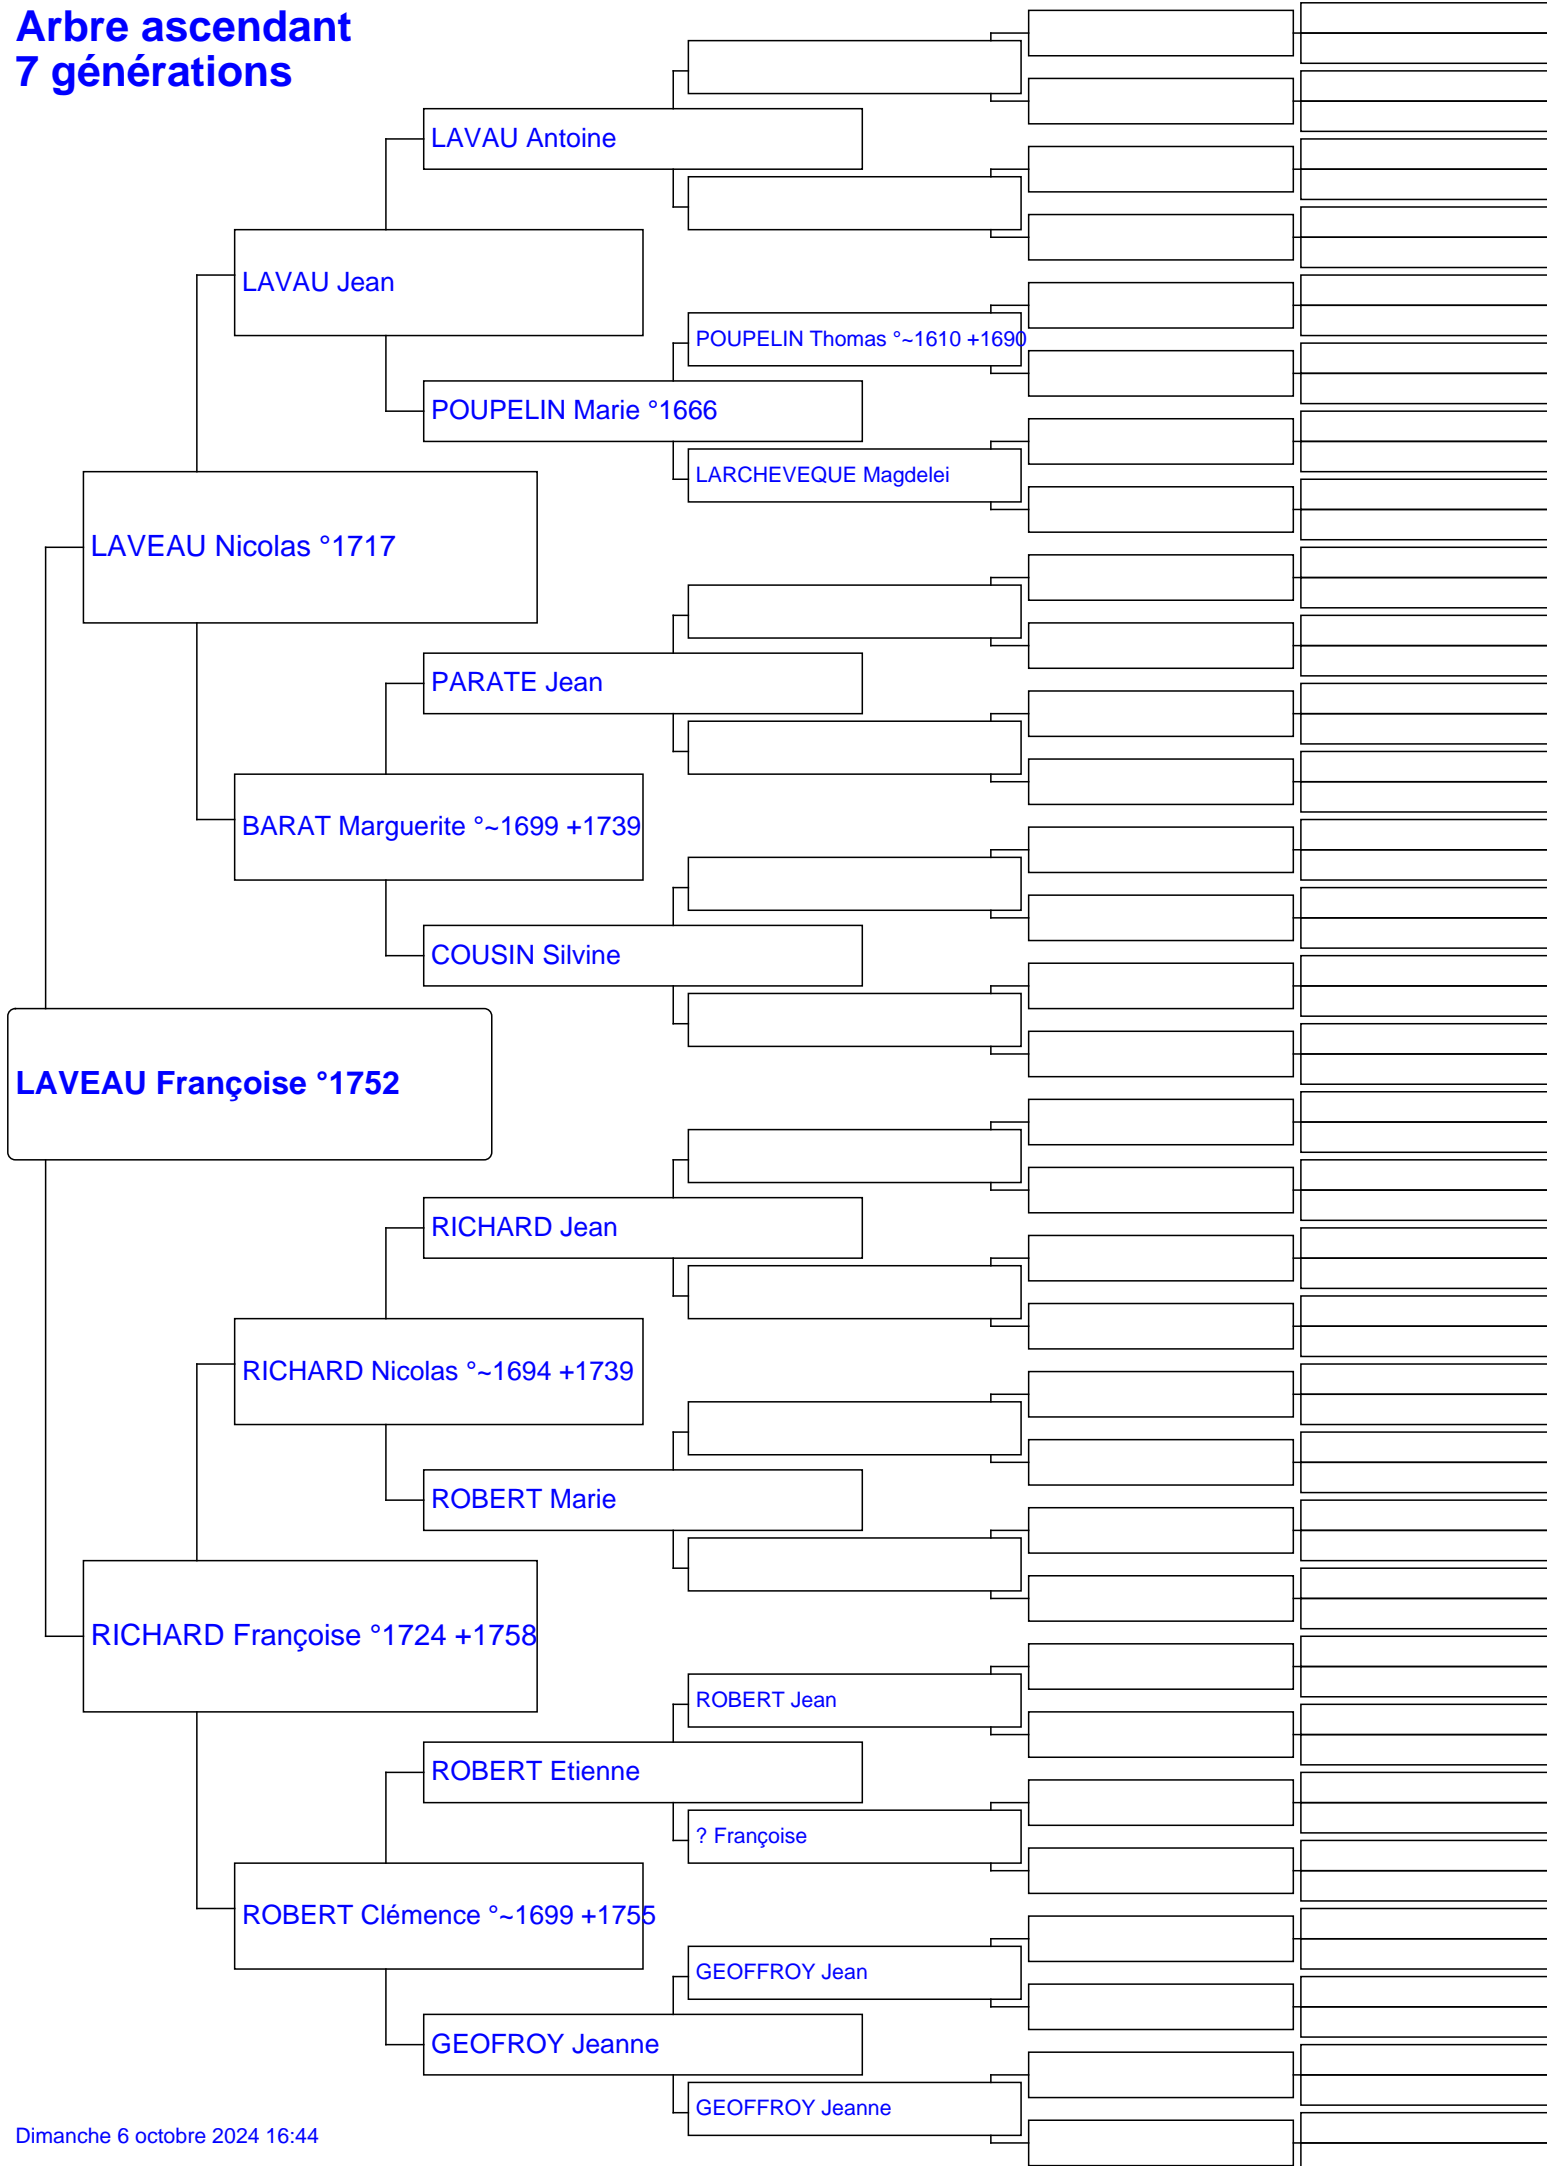 Arbre ascendant
7 générations
LAVAU Antoine
LAVAU Jean
POUPELIN Thomas °~1610 +1690
POUPELIN Marie °1666
LARCHEVEQUE Magdelei
LAVEAU Nicolas °1717
PARATE Jean
BARAT Marguerite °~1699 +1739
COUSIN Silvine
LAVEAU Françoise °1752
RICHARD Jean
RICHARD Nicolas °~1694 +1739
ROBERT Marie
RICHARD Françoise °1724 +1758
ROBERT Jean
ROBERT Etienne
? Françoise
ROBERT Clémence °~1699 +1755
GEOFFROY Jean
GEOFROY Jeanne
GEOFFROY Jeanne
Dimanche 6 octobre 2024 16:44